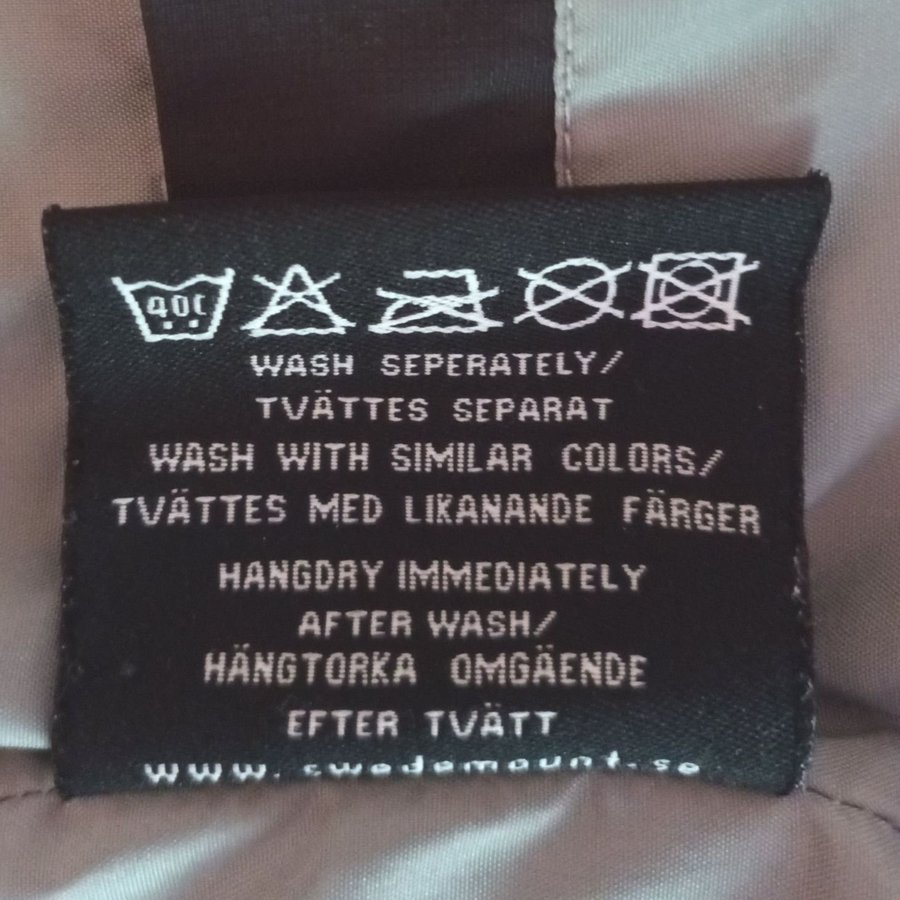 40C
WASH SEPERATELY/
TVÄTTES SEPARAT
WASH WITH SIMILAR COLORS/
TVÄTTES MED LIKANANDE FÄRGER
HANGDRY IMMEDIATELY
AFTER WASH/
HÄNGTORKA OMGÄENDE
EFTER TVÄTT
www.swedemount.se